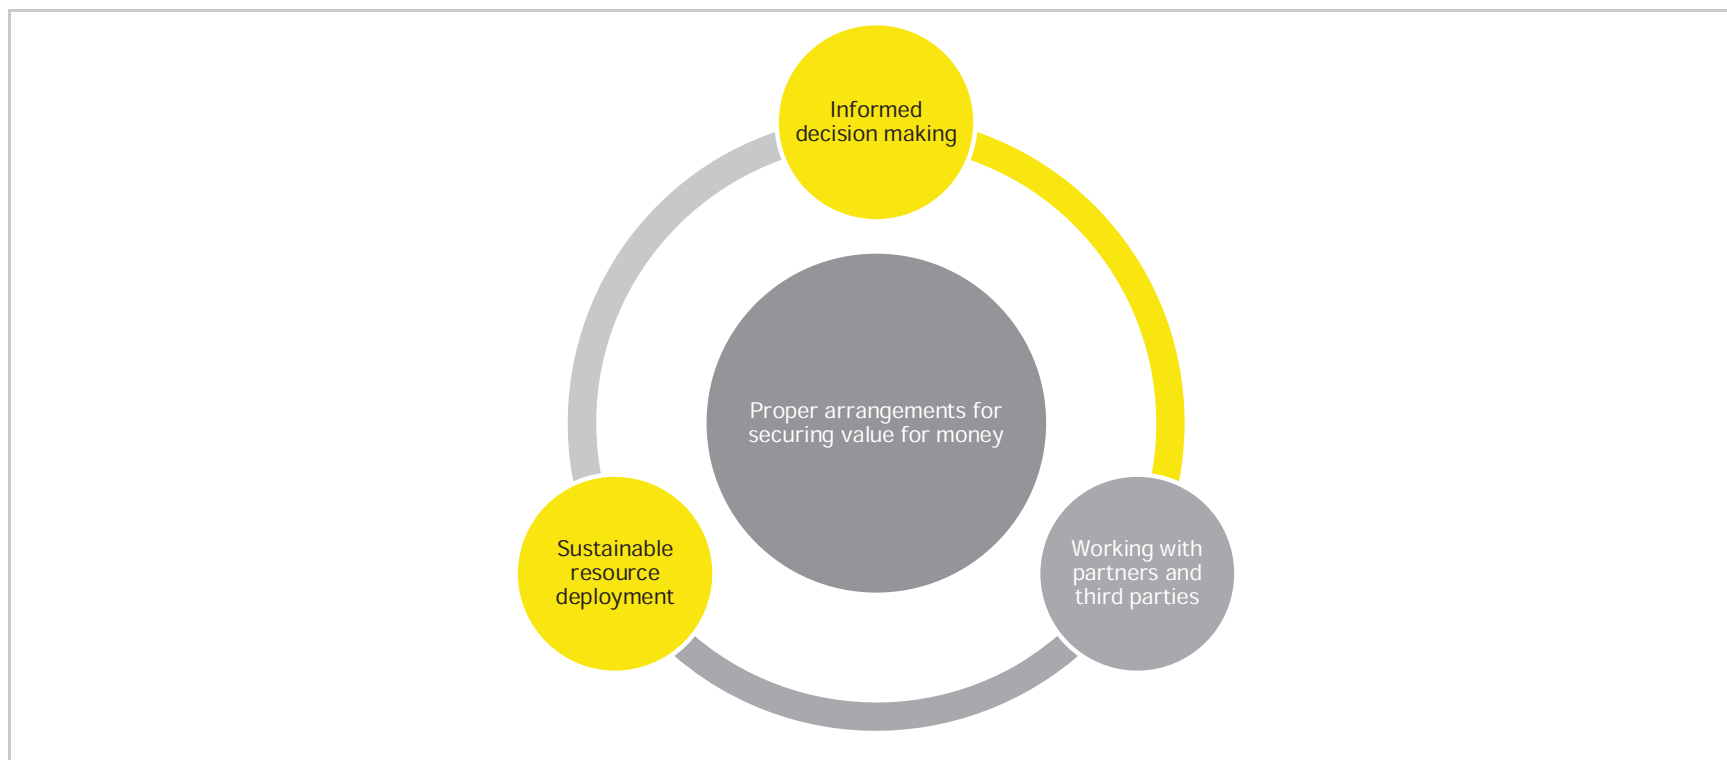 Informed
decision making
Proper arrangements for
securing value for money
Sustainable
resource
deployment
Working with
partners and
third parties